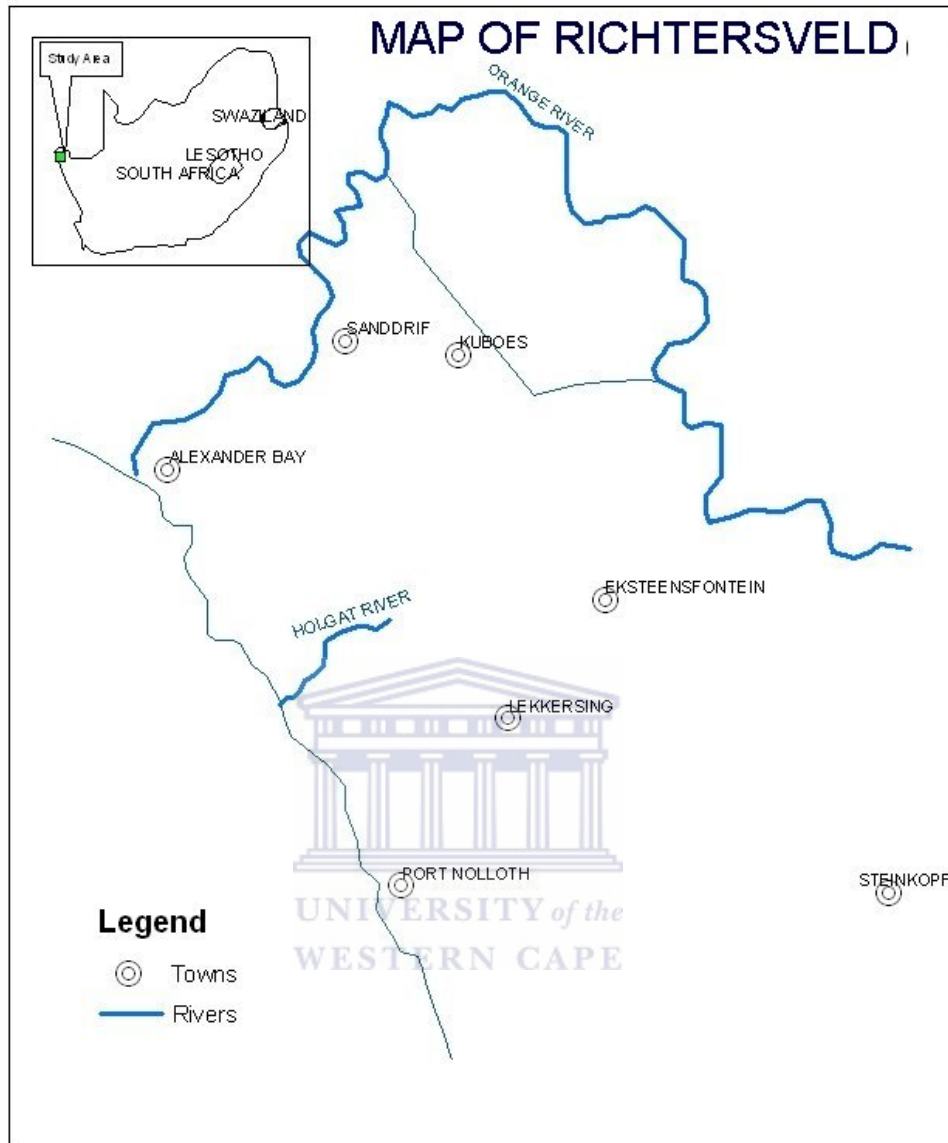 MAP OF RICHTERSVELD
Study Area
SWAZILAND
LESOTHO
SOUTH AFRICA
ORANGE RIVER
SANDDRIF
KUBOES
ALEXANDER BAY
EKSTEENSFONTEIN
HOLGAT RIVER
LEKKERSING
PORT NOLLOTH
STEINKOPF
UNIVERSITY of the
WESTERN CAPE
Legend
Towns
Rivers